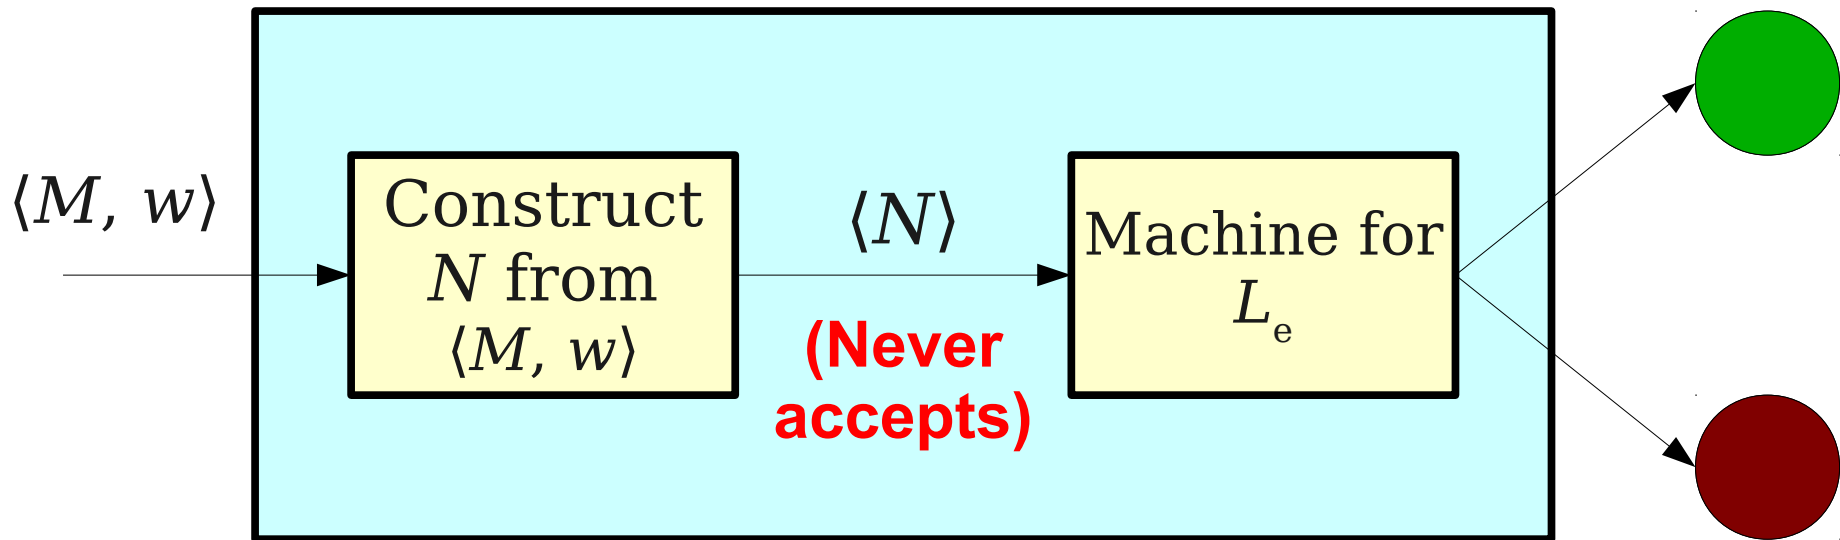 ⟨M, w⟩
Construct
N from
⟨M, w⟩
⟨N⟩
(Never
accepts)
Machine for
Lₑ